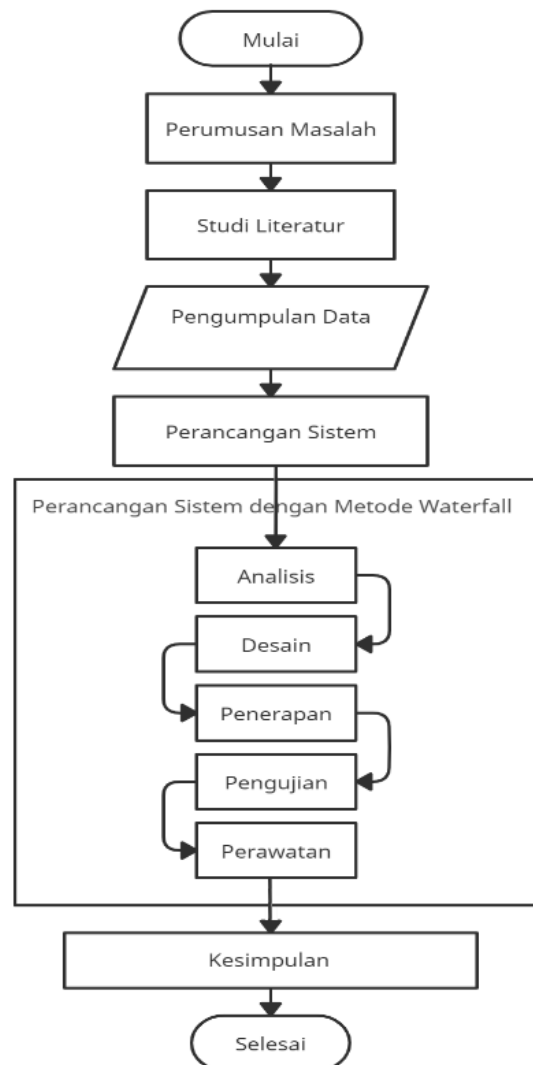 Mulai
Perumusan Masalah
Studi Literatur
Pengumpulan Data
Perancangan Sistem
Perancangan Sistem dengan Metode Waterfall
Analisis
Desain
Penerapan
Pengujian
Perawatan
Kesimpulan
Selesai